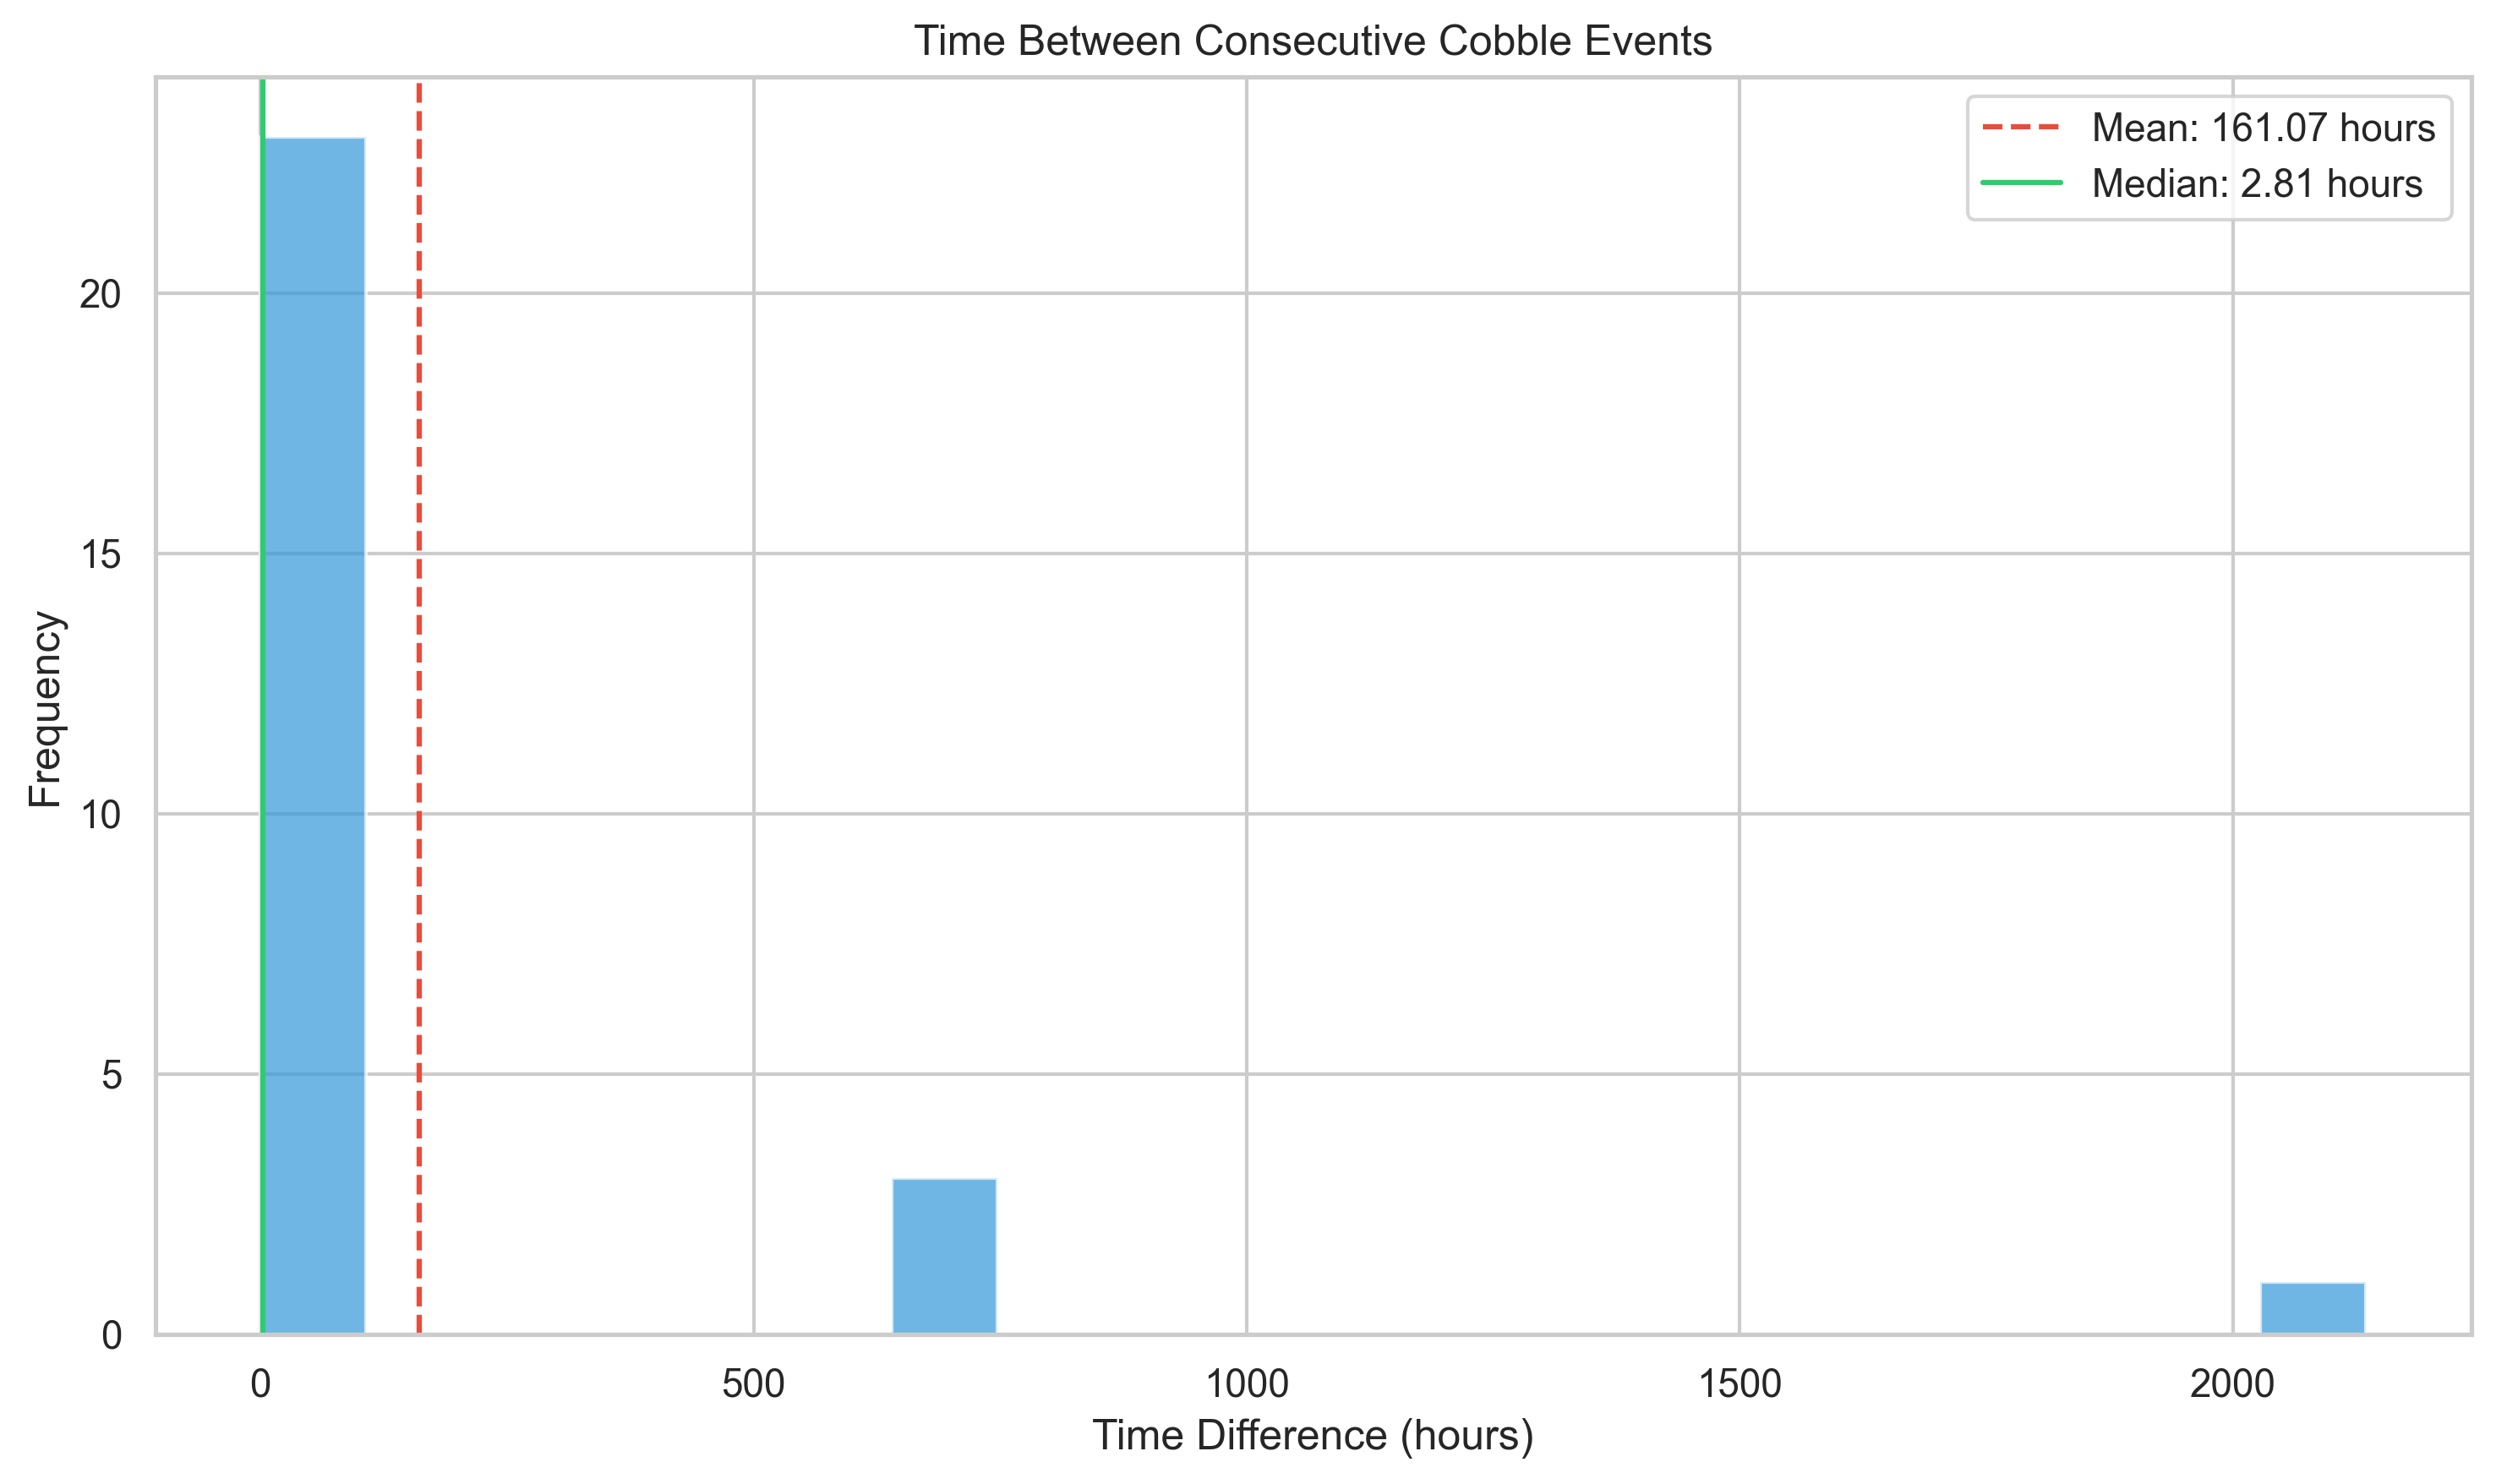 Time Between Consecutive Cobble Events
Mean: 161.07 hours
Median: 2.81 hours
Frequency
20
15
10
5
0
0 500 1000 1500 2000
Time Difference (hours)